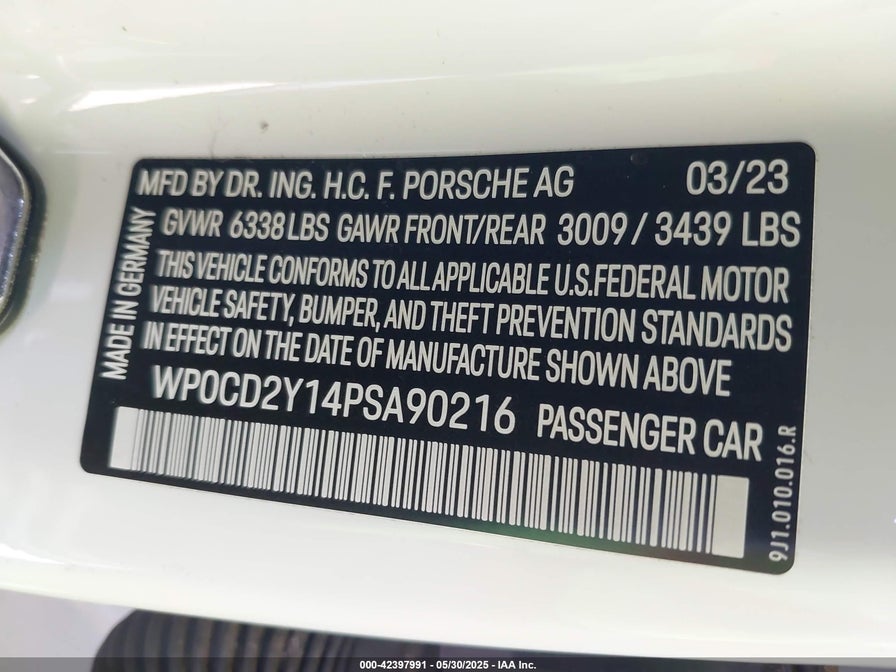 MFD BY DR. ING. H.C. F. PORSCHE AG 03/23
GVWR 6338 LBS GAWR FRONT/REAR 3009 / 3439 LBS
THIS VEHICLE CONFORMS TO ALL APPLICABLE U.S.FEDERAL MOTOR
VEHICLE SAFETY, BUMPER, AND THEFT PREVENTION STANDARDS
IN EFFECT ON THE DATE OF MANUFACTURE SHOWN ABOVE
WP0CD2Y14PSA90216 PASSENGER CAR
MADE IN GERMANY
9J1.010.016.R
000-42397991 — 05/30/2025 - IAA Inc.